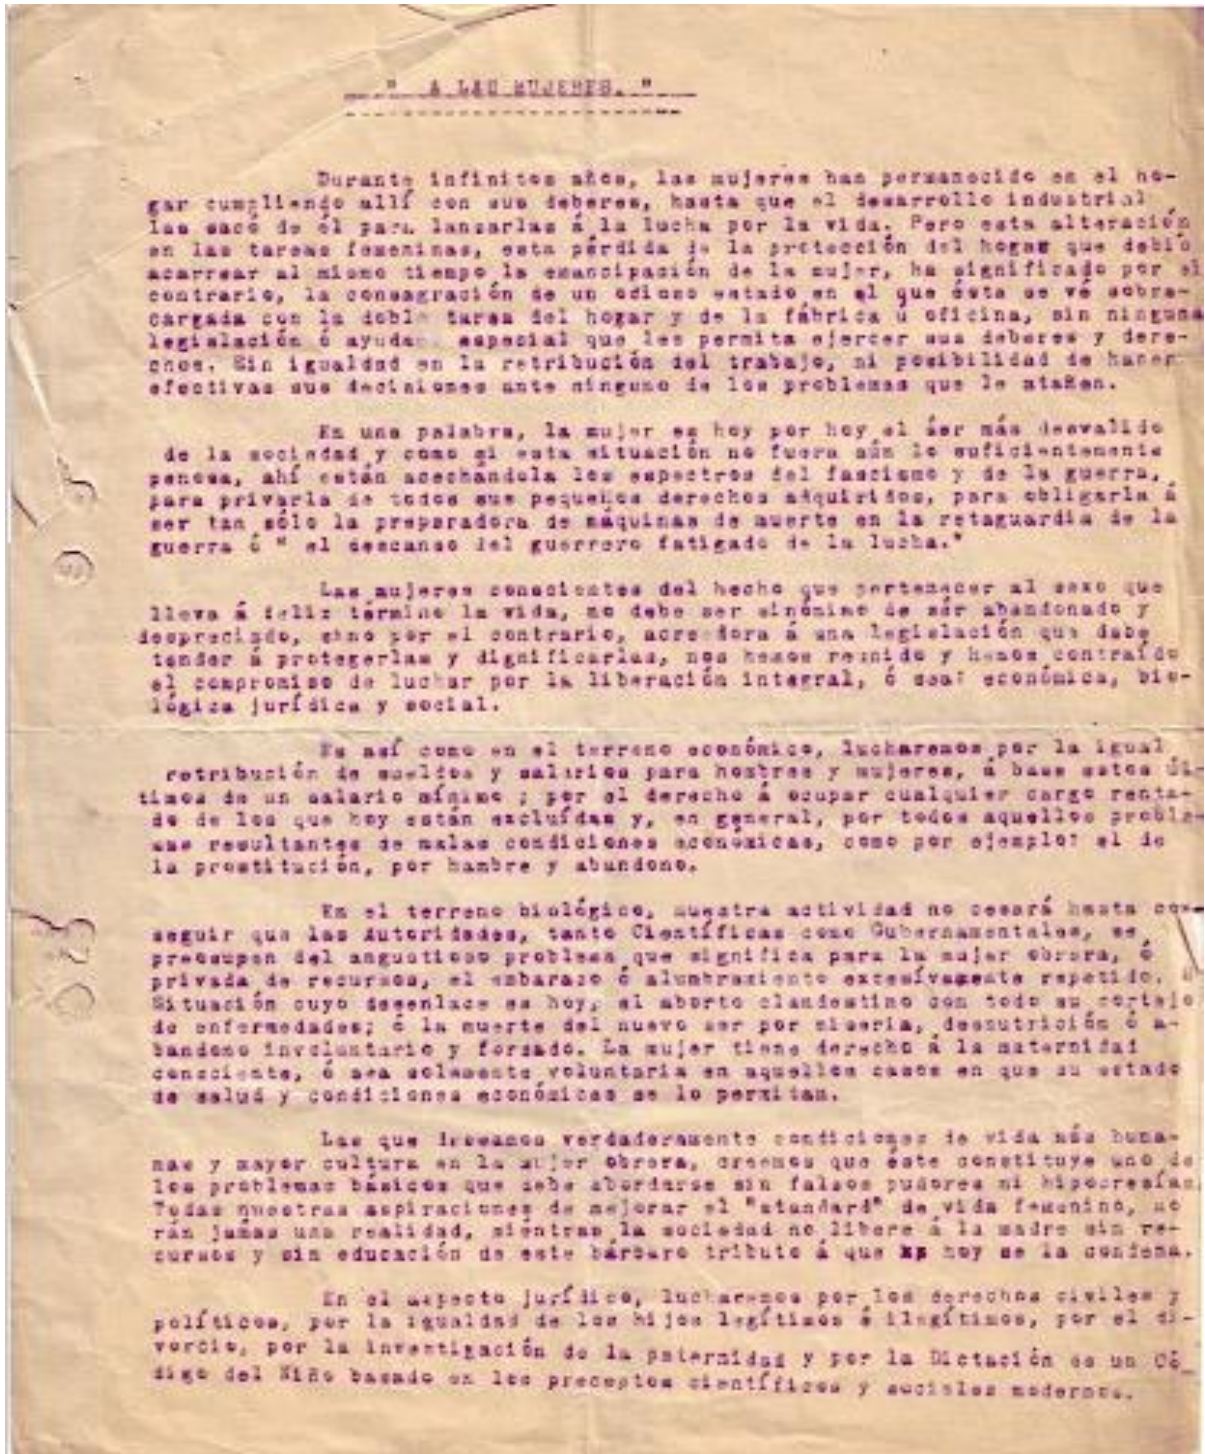 " A LAS MUJERES. "
Durante infinitos años, las mujeres han permanecido en el ho-
gar cumpliendo allí con sus deberes, hasta que el desarrollo industrial
las sacó de él para lanzarlas á la lucha por la vida. Pero esta alteración
en las tareas femeninas, esta pérdida de la protección del hogar que debió
acarrear al mismo tiempo la emancipación de la mujer, ha significado por el
contrario, la consagración de un odioso estado en el que ésta se vé sobre-
cargada con la doble tarea del hogar y de la fábrica u oficina, sin ninguna
legislación ó ayuda especial que les permita ejercer sus deberes y dere-
chos. Sin igualdad en la retribución del trabajo, ni posibilidad de hacer
efectivas sus decisiones ante ninguno de los problemas que le atañen.
En una palabra, la mujer es hoy por hoy el ser más desvalido
de la sociedad y como si esta situación no fuera aún lo suficientemente
penosa, ahí están acechándola los espectros del fascismo y de la guerra,
para privarla de todos sus pequeños derechos adquiridos, para obligarla á
ser tan sólo la preparadora de máquinas de muerte en la retaguardia de la
guerra ó " el descanso del guerrero fatigado de la lucha."
Las mujeres conscientes del hecho que pertenecer al sexo que
lleva á feliz término la vida, no debe ser sinónimo de sér abandonado y
despreciado, sino por el contrario, acreedora á una legislación que debe
tender á protegerlas y dignificarlas, nos hemos reunido y hemos contraído
el compromiso de luchar por la liberación integral, ó sea: económica, bio-
lógica jurídica y social.
Es así como en el terreno económico, lucharemos por la igual
retribución de sueldos y salarios para hombres y mujeres, á base estos úl-
timos de un salario mínimo ; por el derecho á ocupar cualquier cargo renta-
do de los que hoy están excluídas y, en general, por todos aquellos proble-
mas resultantes de malas condiciones económicas, como por ejemplo: el de
la prostitución, por hambre y abandono.
En el terreno biológico, nuestra actividad no cesará hasta con-
seguir que las Autoridades, tanto Científicas como Gubernamentales, se
preocupen del angustioso problema que significa para la mujer obrera, ó
privada de recursos, el embarazo ó alumbramiento excesívamente repetido.
Situación cuyo desenlace es hoy, el aborto clandestino con todo su cortejo
de enfermedades; ó la muerte del nuevo ser por miseria, desnutrición ó a-
bandono involuntario y forzado. La mujer tiene derecho á la maternidad
consciente, ó sea solamente voluntaria en aquellos casos en que su estado
de salud y condiciones económicas se lo permitan.
Las que deseamos verdaderamente condiciones de vida más huma-
nas y mayor cultura en la mujer obrera, creemos que éste constituye uno de
los problemas básicos que debe abordarse sin falsos pudores ni hipocresías.
Todas nuestras aspiraciones de mejorar el "standard" de vida femenino, no
rán jamás una realidad, mientras la sociedad no libere á la madre sin re-
cursos y sin educación de este bárbaro tributo á que hoy se la condena.
En el aspecto jurídico, lucharemos por los derechos civiles y
políticos, por la igualdad de los hijos legítimos é ilegítimos, por el di-
vorcio, por la investigación de la paternidad y por la Dictación de un Có_
digo del Niño basado en los preceptos científicos y sociales modernos.